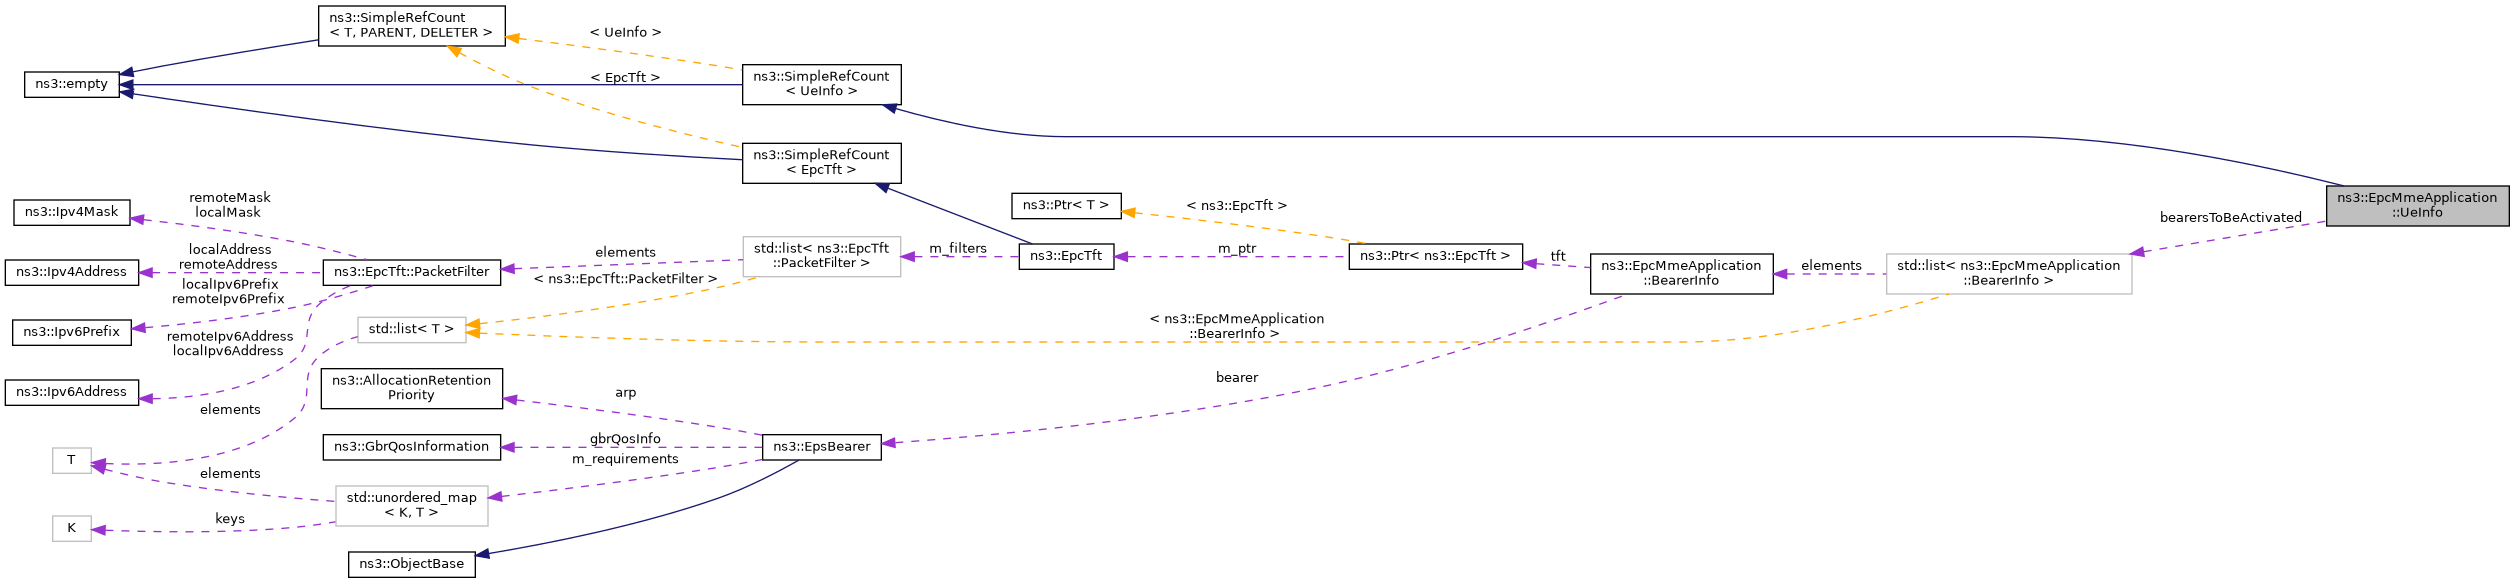 ns3::SimpleRefCount
< T, PARENT, DELETER >
< UeInfo >
ns3::empty
< EpcTft >
ns3::SimpleRefCount
< UeInfo >
ns3::SimpleRefCount
< EpcTft >
ns3::EpcMmeApplication
::UeInfo
remoteMask
localMask
ns3::Ipv4Mask
ns3::Ptr< T >
< ns3::EpcTft >
bearersToBeActivated
localAddress
remoteAddress
ns3::Ipv4Address
ns3::EpcTft::PacketFilter
elements
std::list< ns3::EpcTft
::PacketFilter >
m_filters
ns3::EpcTft
m_ptr
ns3::Ptr< ns3::EpcTft >
tft
ns3::EpcMmeApplication
::BearerInfo
elements
std::list< ns3::EpcMmeApplication
::BearerInfo >
localIpv6Prefix
remoteIpv6Prefix
< ns3::EpcTft::PacketFilter >
ns3::Ipv6Prefix
std::list< T >
< ns3::EpcMmeApplication
::BearerInfo >
remoteIpv6Address
localIpv6Address
ns3::Ipv6Address
ns3::AllocationRetention
Priority
arp
bearer
elements
ns3::GbrQosInformation
gbrQosInfo
ns3::EpsBearer
m_requirements
T
elements
std::unordered_map
< K, T >
keys
K
ns3::ObjectBase